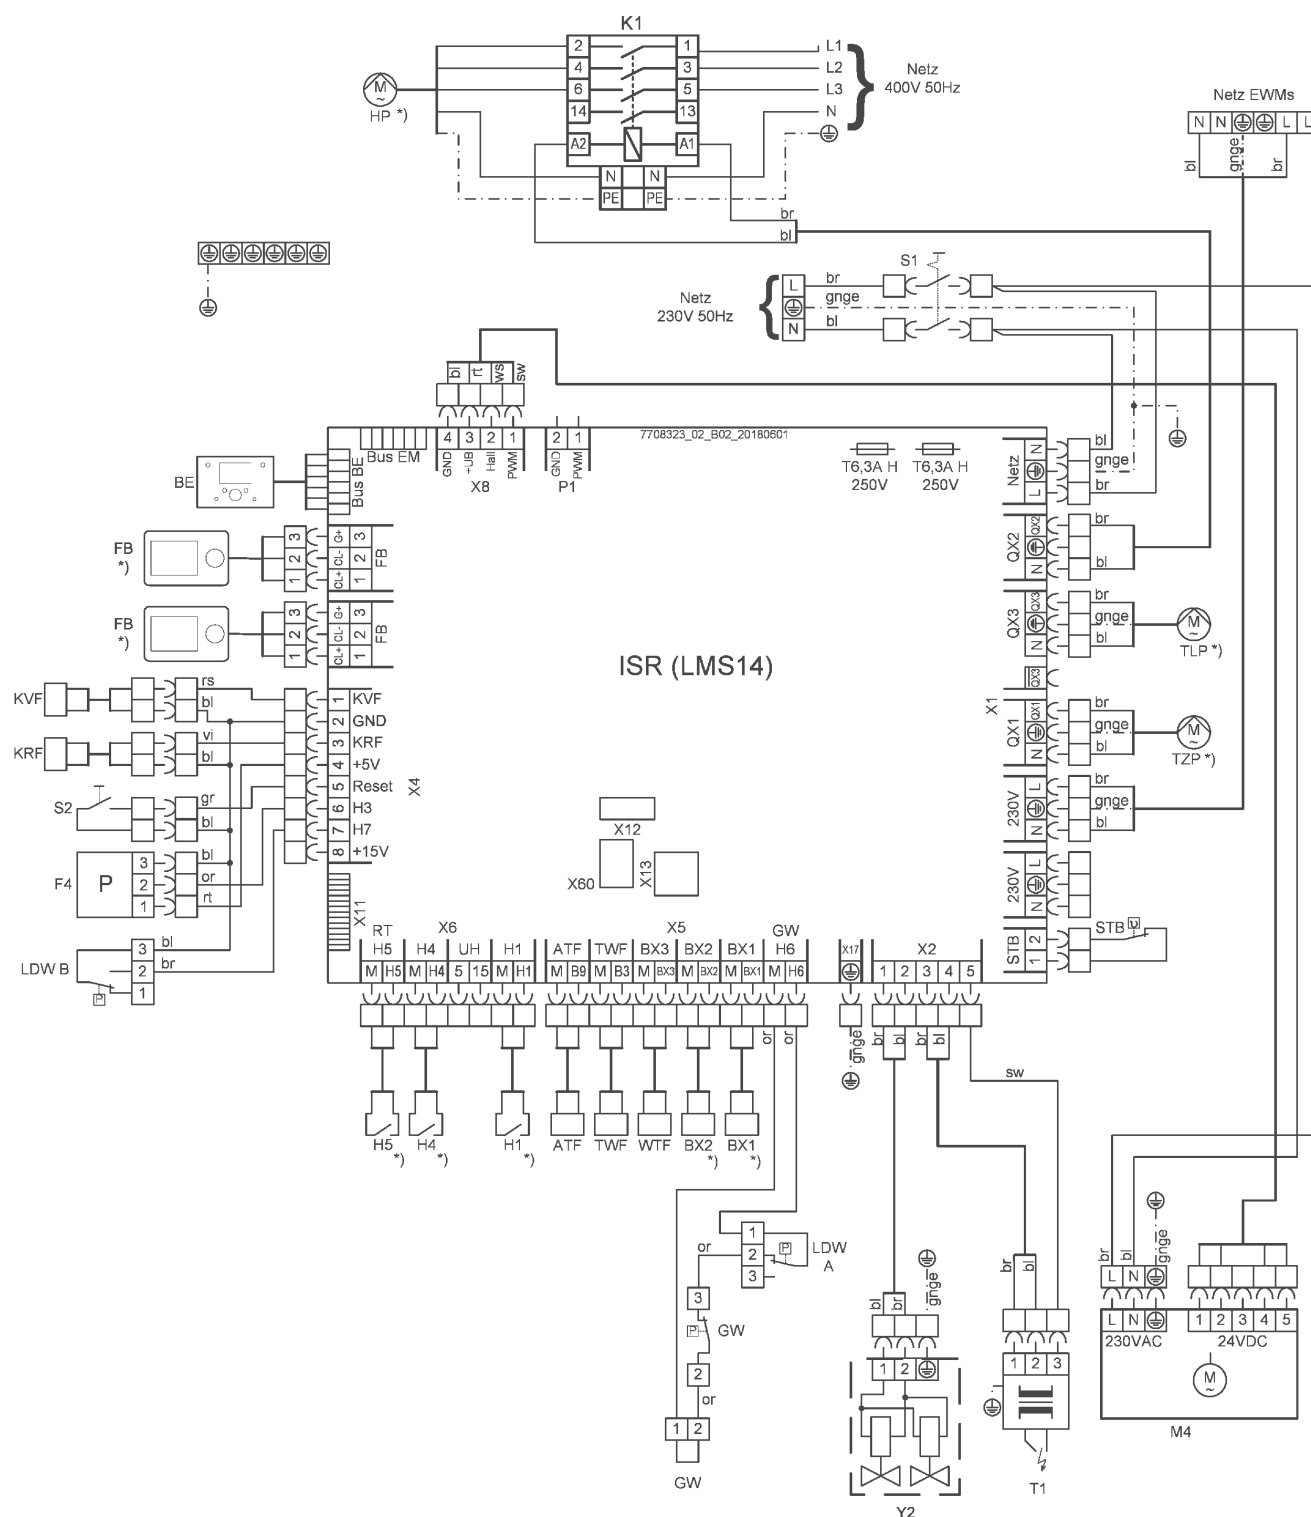 K1
2 1 L1
4 3 L2
6 5 L3
14 13 N
A2 A1
N N
PE PE
Netz
400V 50Hz
M
~
HP *)
Netz EWMs
N N L L
bl gnge br
br
bl
S1
Netz
230V 50Hz
L br
gnge
N bl
bl rt ws sw
7708323_02_B02_20180601
Bus EM
4 3 2 1
GND +UB Hall PWM
X8
2 1
GND PWM
P1
T6,3A H
250V
T6,3A H
250V
Netz
N
L
bl
gnge
br
BE
Bus BE
FB
*)
3 G+ 3
2 CL- 2
1 CL+ 1
FB
FB
*)
3 G+ 3
2 CL- 2
1 CL+ 1
FB
QX2
QX2
N
br
bl
QX3
QX3
N
br
gnge
bl
M
~
TLP *)
QX3
X1
QX1
QX1
N
br
gnge
bl
M
~
TZP *)
230V
L
N
br
gnge
bl
230V
L
N
STB
2
1
STB
ISR (LMS14)
KVF
rs
bl
KRF
vi
bl
S2
gr
bl
F4
P
3 bl
2 or
1 rt
LDW B
3 bl
2 br
1
P
1 KVF
2 GND
3 KRF
4 +5V
5 Reset
6 H3
7 H7
8 +15V
X4
X12
X60
X13
X11
RT X6 X5 GW
H5 H4 UH H1 ATF TWF BX3 BX2 BX1 H6
M H5 M H4 5 15 M H1 M B9 M B3 M BX3 M BX2 M BX1 M H6
X17
X2
1 2 3 4 5
or or
gnge
br bl br bl
sw
H5 *)
H4 *)
H1 *)
ATF
TWF
WTF
BX2 *)
BX1 *)
1
2
3
P
LDW
A
or
3
P
GW
2
or
1 2
GW
bl br gnge
1 2
Y2
br bl
1 2 3
T1
br bl gnge
L N
L N
230VAC
1 2 3 4 5
24VDC
M
~
M4